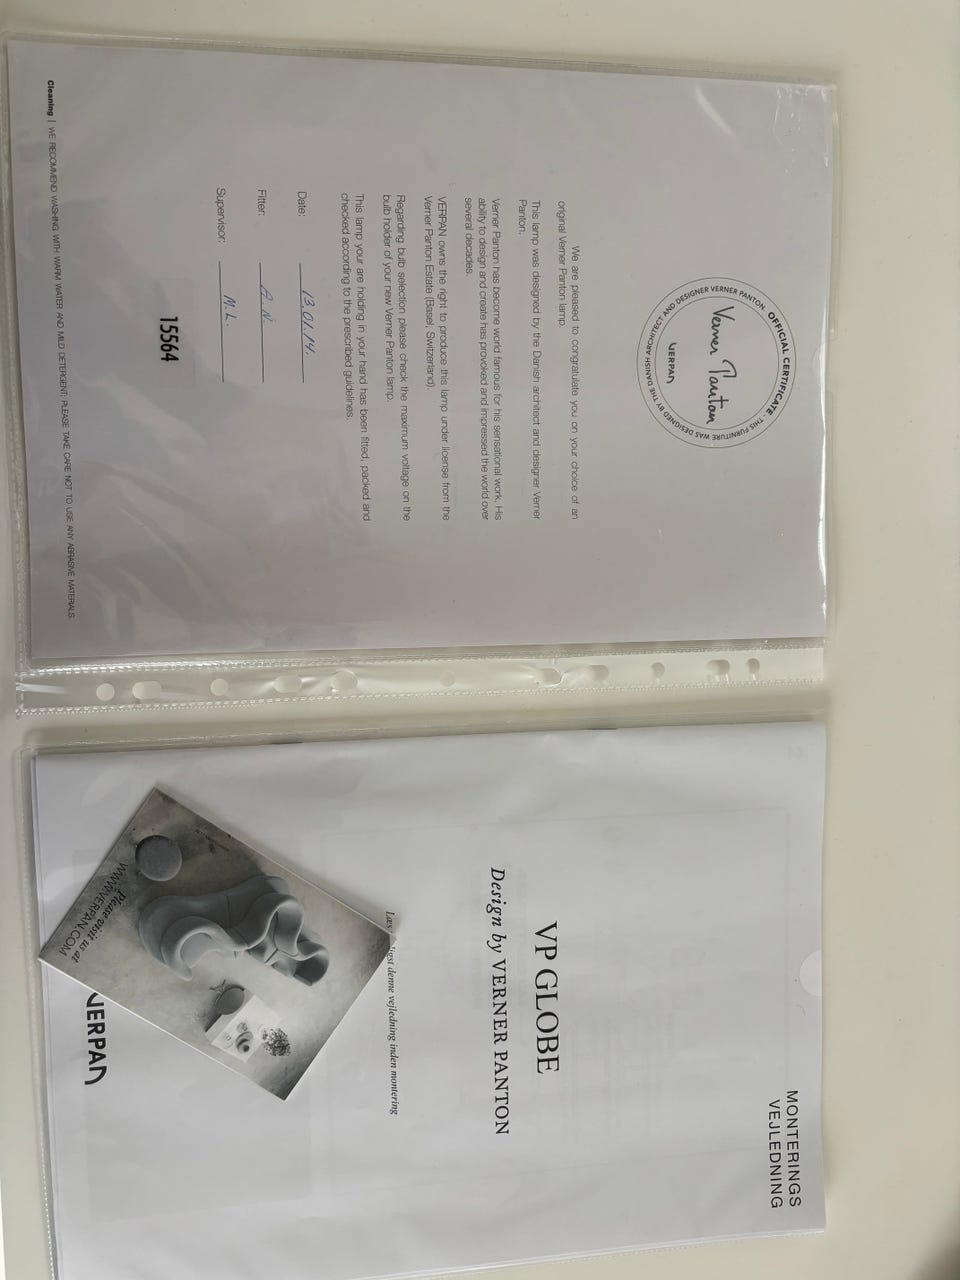 OFFICIAL CERTIFICATE · THIS FURNITURE WAS DESIGNED BY THE DANISH ARCHITECT AND DESIGNER VERNER PANTON.
Verner Panton
VERPAN
We are pleased to congratulate you on your choice of an
original Verner Panton lamp.
This lamp was designed by the Danish architect and designer Verner
Panton.
Verner Panton has become world famous for his sensational work. His
ability to design and create has provoked and impressed the world over
several decades.
VERPAN owns the right to produce this lamp under license from the
Verner Panton Estate (Basel, Switzerland).
Regarding bulb selection please check the maximum voltage on the
bulb holder of your new Verner Panton lamp.
This lamp your are holding in your hand has been fitted, packed and
checked according to the prescribed guidelines.
Date: 13.01.14.
Fitter: A.N.
Supervisor: M.L.
15564
Cleaning | WE RECOMMEND WASHING WITH WARM WATER AND MILD DETERGENT. PLEASE TAKE CARE NOT TO USE ANY ABRASIVE MATERIALS.
MONTERINGS
VEJLEDNING
VP GLOBE
Design by VERNER PANTON
Læs denne vejledning inden montering
Please visit us at
WWW.VERPAN.COM
VERPAN